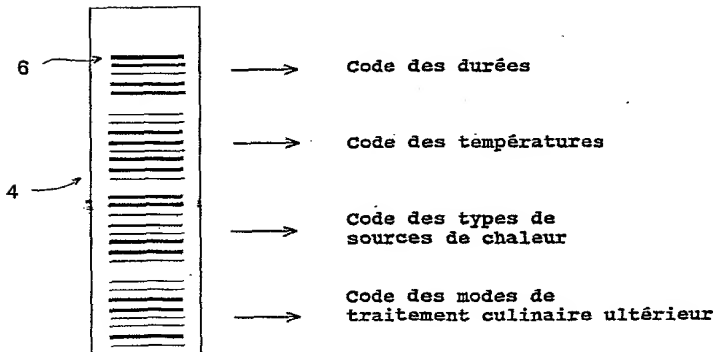 6
Code des durées
Code des températures
4
Code des types de
sources de chaleur
Code des modes de
traitement culinaire ultérieur